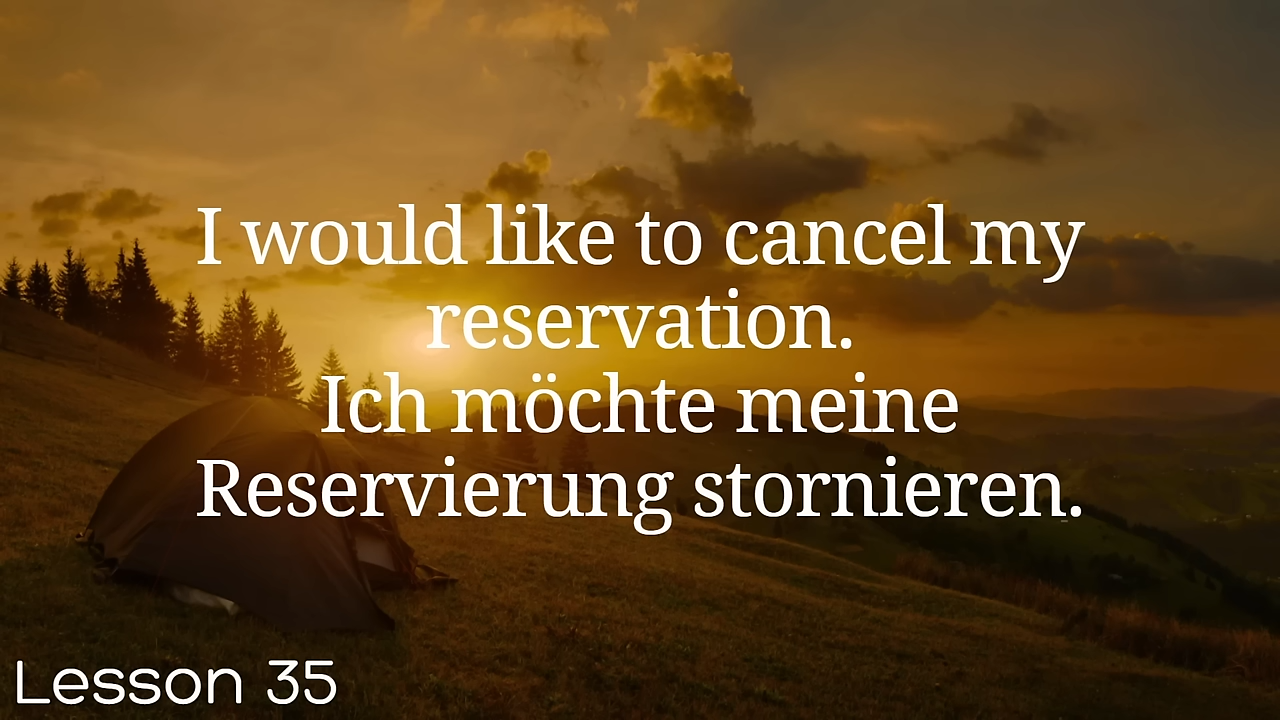 I would like to cancel my
reservation.
Ich möchte meine
Reservierung stornieren.
Lesson 35